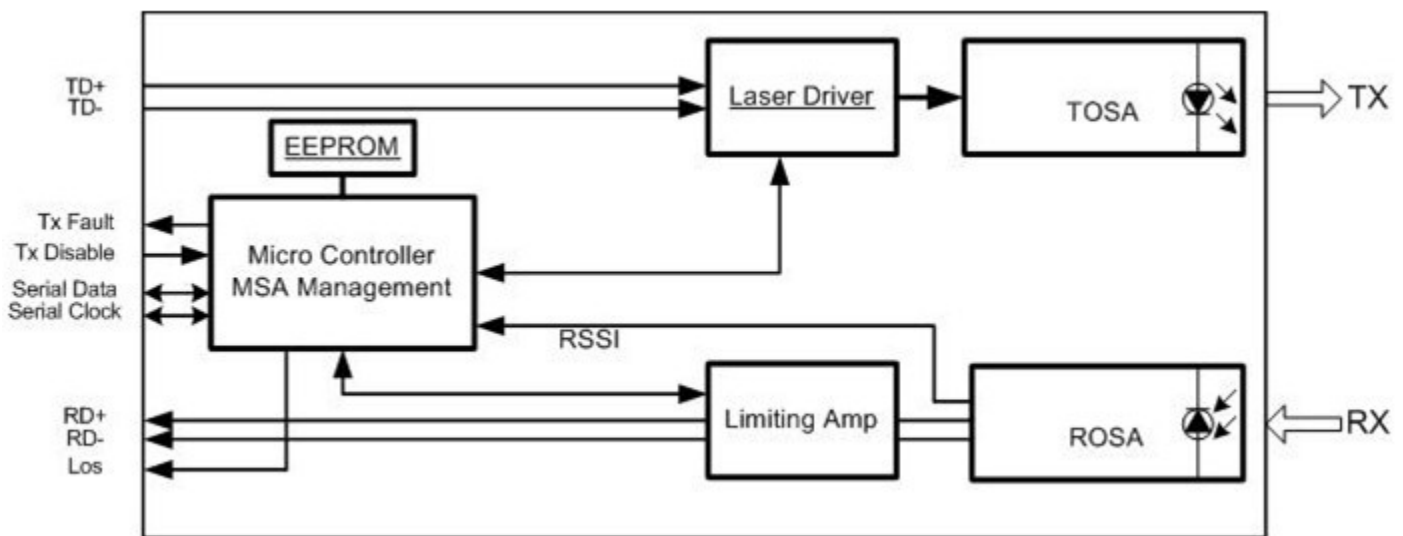 TD+
TD-
Laser Driver
TOSA
TX
EEPROM
Tx Fault
Tx Disable
Serial Data
Serial Clock
Micro Controller
MSA Management
RSSI
RD+
RD-
Los
Limiting Amp
ROSA
RX